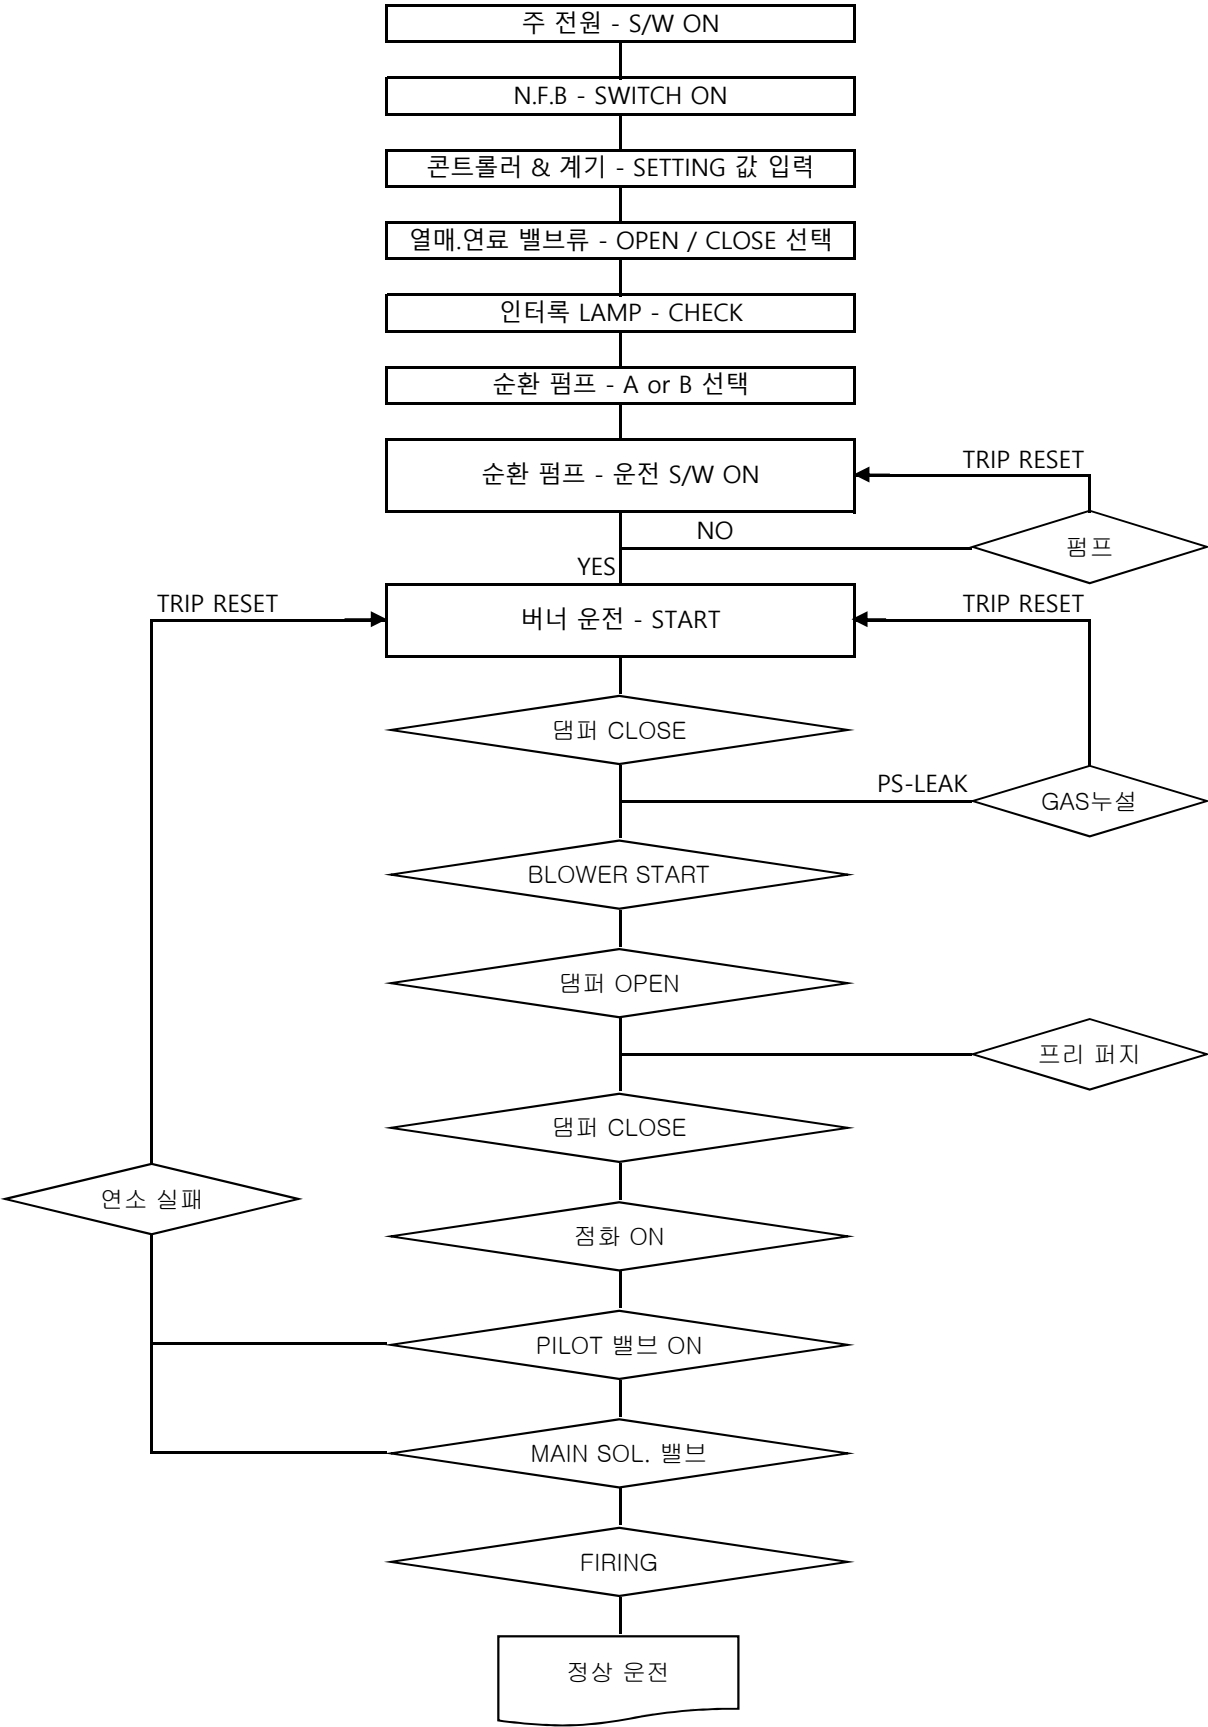 주 전원 - S/W ON
N.F.B - SWITCH ON
콘트롤러 & 계기 - SETTING 값 입력
열매.연료 밸브류 - OPEN / CLOSE 선택
인터록 LAMP - CHECK
순환 펌프 - A or B 선택
순환 펌프 - 운전 S/W ON
TRIP RESET
NO
펌프
YES
TRIP RESET
버너 운전 - START
TRIP RESET
댐퍼 CLOSE
PS-LEAK
GAS누설
BLOWER START
댐퍼 OPEN
프리 퍼지
댐퍼 CLOSE
연소 실패
점화 ON
PILOT 밸브 ON
MAIN SOL. 밸브
FIRING
정상 운전